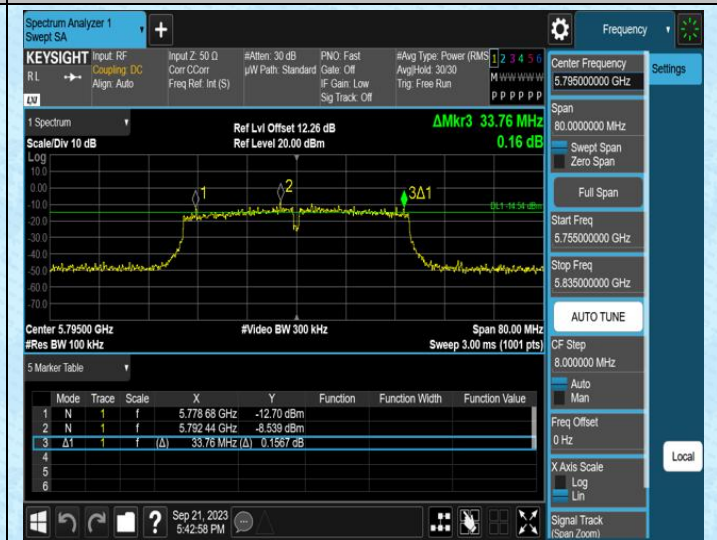 Spectrum Analyzer 1
Swept SA
Frequency
KEYSIGHT
RL
LXI
Input: RF
Coupling: DC
Align: Auto
Input Z: 50 Ω
Corr CCorr
Freq Ref: Int (S)
#Atten: 30 dB
µW Path: Standard
PNO: Fast
Gate: Off
IF Gain: Low
Sig Track: Off
#Avg Type: Power (RMS
Avg|Hold: 30/30
Trig: Free Run
1 2 3 4 5 6
M W W W W W
P P P P P P
1 Spectrum
Scale/Div 10 dB
Log
Ref Lvl Offset 12.26 dB
Ref Level 20.00 dBm
ΔMkr3 33.76 MHz
0.16 dB
10.0
0.00
-10.0
-20.0
-30.0
-40.0
-50.0
-60.0
-70.0
1
2
3Δ1
DL1 -14.54 dBm
Center 5.79500 GHz
#Res BW 100 kHz
#Video BW 300 kHz
Span 80.00 MHz
Sweep 3.00 ms (1001 pts)
5 Marker Table
Mode Trace Scale X Y Function Function Width Function Value
1 N 1 f 5.778 68 GHz -12.70 dBm
2 N 1 f 5.792 44 GHz -8.539 dBm
3 Δ1 1 f (Δ) 33.76 MHz (Δ) 0.1567 dB
4
5
6
Sep 21, 2023
5:42:58 PM
Center Frequency
5.795000000 GHz
Span
80.0000000 MHz
Swept Span
Zero Span
Full Span
Start Freq
5.755000000 GHz
Stop Freq
5.835000000 GHz
AUTO TUNE
CF Step
8.000000 MHz
Auto
Man
Freq Offset
0 Hz
X Axis Scale
Log
Lin
Signal Track
(Span Zoom)
Settings
Local